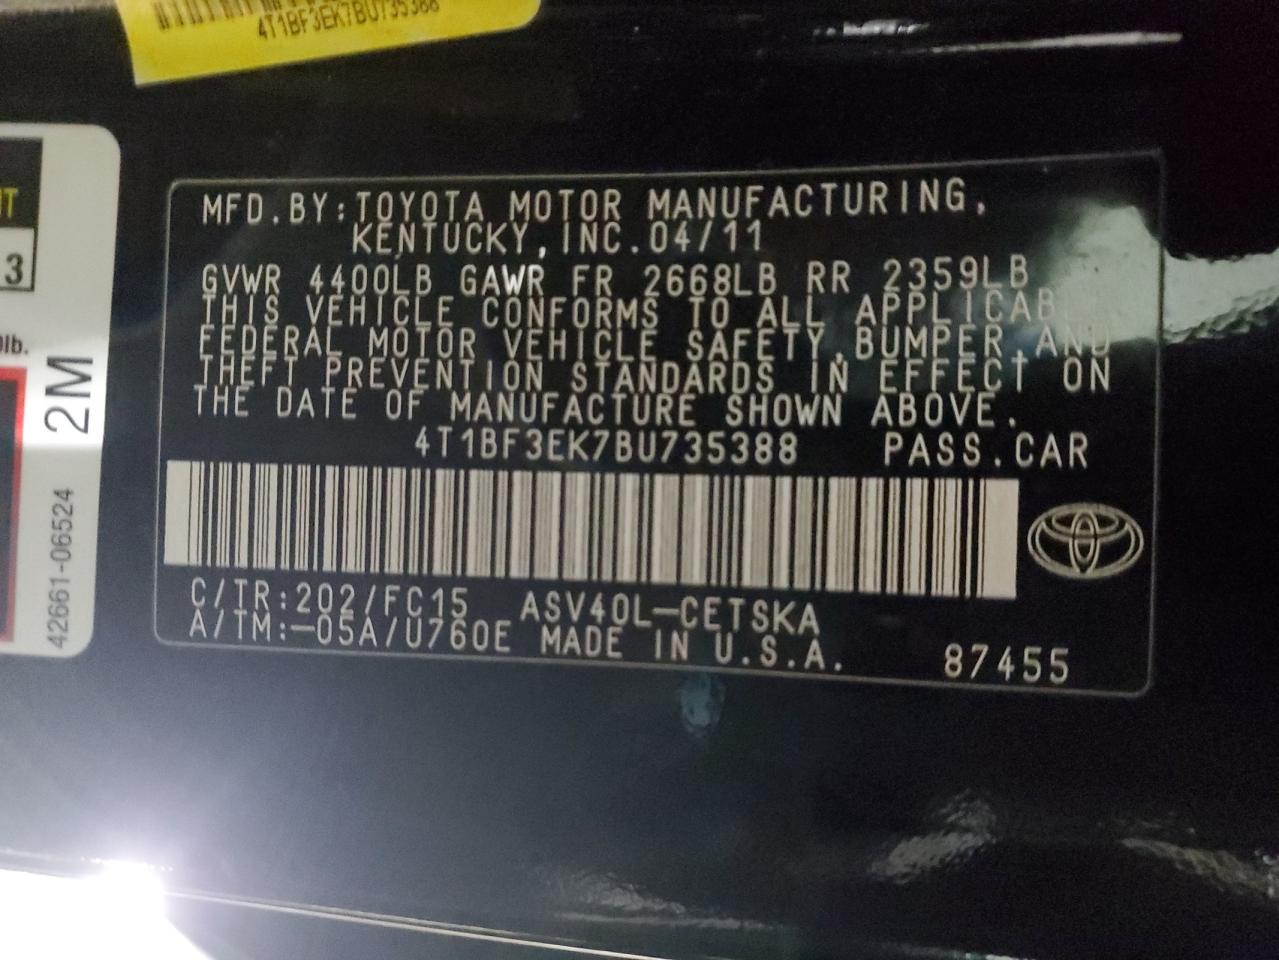 4T1BF3EK7BU735388
3
lb.
2M
42661-06524
MFD.BY:TOYOTA MOTOR MANUFACTURING,
KENTUCKY,INC.04/11
GVWR 4400LB GAWR FR 2668LB RR 2359LB
THIS VEHICLE CONFORMS TO ALL
FEDERAL MOTOR VEHICLE SAFETY,BUMPER,AND
THEFT PREVENTION STANDARDS IN EFFECT ON
THE DATE OF MANUFACTURE SHOWN ABOVE.
4T1BF3EK7BU735388 PASS.CAR
C/TR:202/FC15 ASV40L-CETSKA
A/TM:-05A/U760E MADE IN U.S.A.
87455